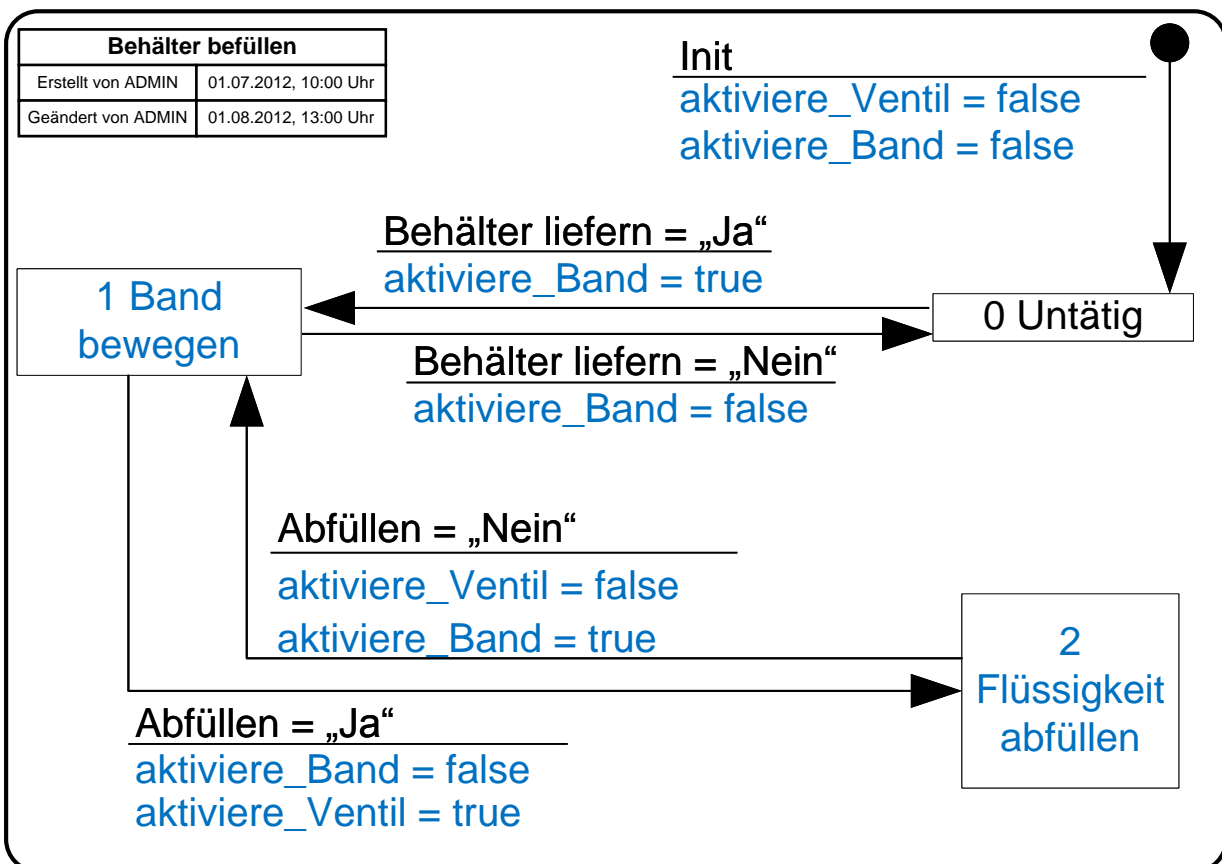 Behälter befüllen
Erstellt von ADMIN 01.07.2012, 10:00 Uhr
Geändert von ADMIN 01.08.2012, 13:00 Uhr
Init
aktiviere_Ventil = false
aktiviere_Band = false
Behälter liefern = „Ja“
aktiviere_Band = true
1 Band
bewegen
0 Untätig
Behälter liefern = „Nein“
aktiviere_Band = false
Abfüllen = „Nein“
aktiviere_Ventil = false
aktiviere_Band = true
2
Flüssigkeit
abfüllen
Abfüllen = „Ja“
aktiviere_Band = false
aktiviere_Ventil = true